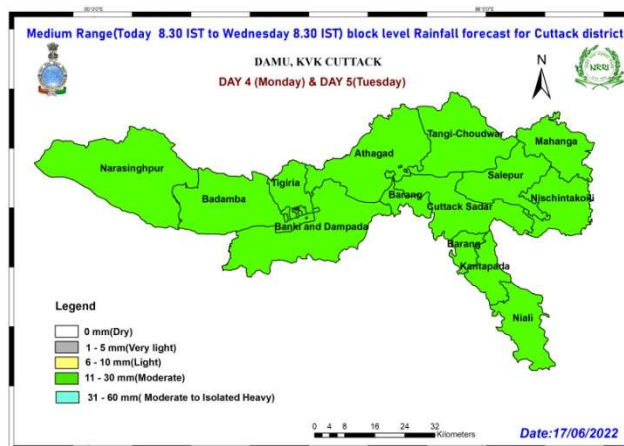 Medium Range(Today 8.30 IST to Wednesday 8.30 IST) block level Rainfall forecast for Cuttack district
DAMU, KVK CUTTACK
DAY 4 (Monday) & DAY 5(Tuesday)
NRRI
N
Tangi-Choudwar
Mahanga
Athagad
Narasinghpur
Salepur
Tigiria
Badamba
Barang
Nischintakoili
Cuttack Sadar
Banki and Dampada
Barang
Kantapada
Niali
Legend
0 mm(Dry)
1 - 5 mm(Very light)
6 - 10 mm(Light)
11 - 30 mm(Moderate)
31 - 60 mm( Moderate to Isolated Heavy)
0 4 8 16 24 32
Kilometers
Date:17/06/2022